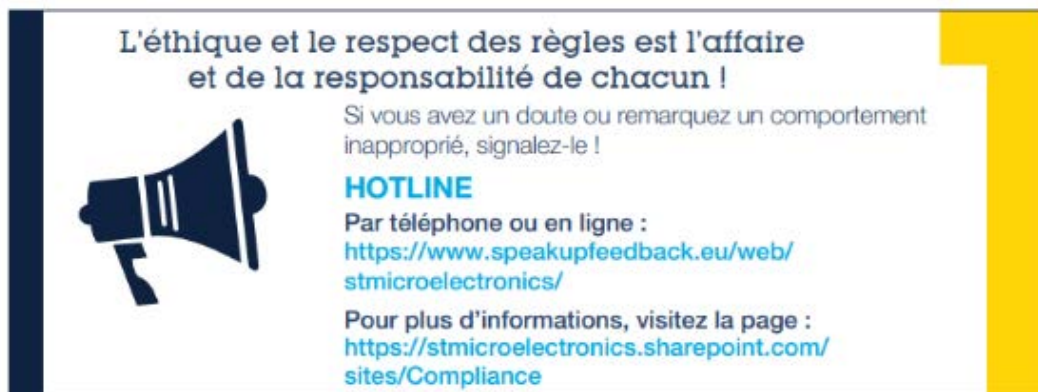 L'éthique et le respect des règles est l'affaire
et de la responsabilité de chacun !
Si vous avez un doute ou remarquez un comportement
inapproprié, signalez-le !
HOTLINE
Par téléphone ou en ligne :
https://www.speakupfeedback.eu/web/
stmicroelectronics/
Pour plus d'informations, visitez la page :
https://stmicroelectronics.sharepoint.com/
sites/Compliance